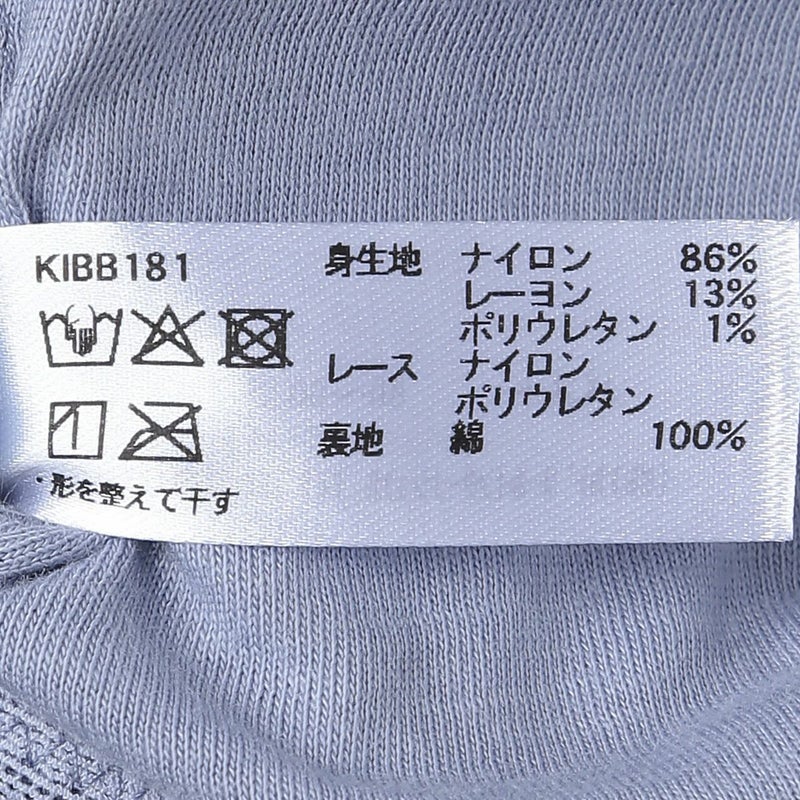 KIBB181
身生地 ナイロン 86%
レーヨン 13%
ポリウレタン 1%
レース ナイロン
ポリウレタン
裏地 綿 100%
・形を整えて干す